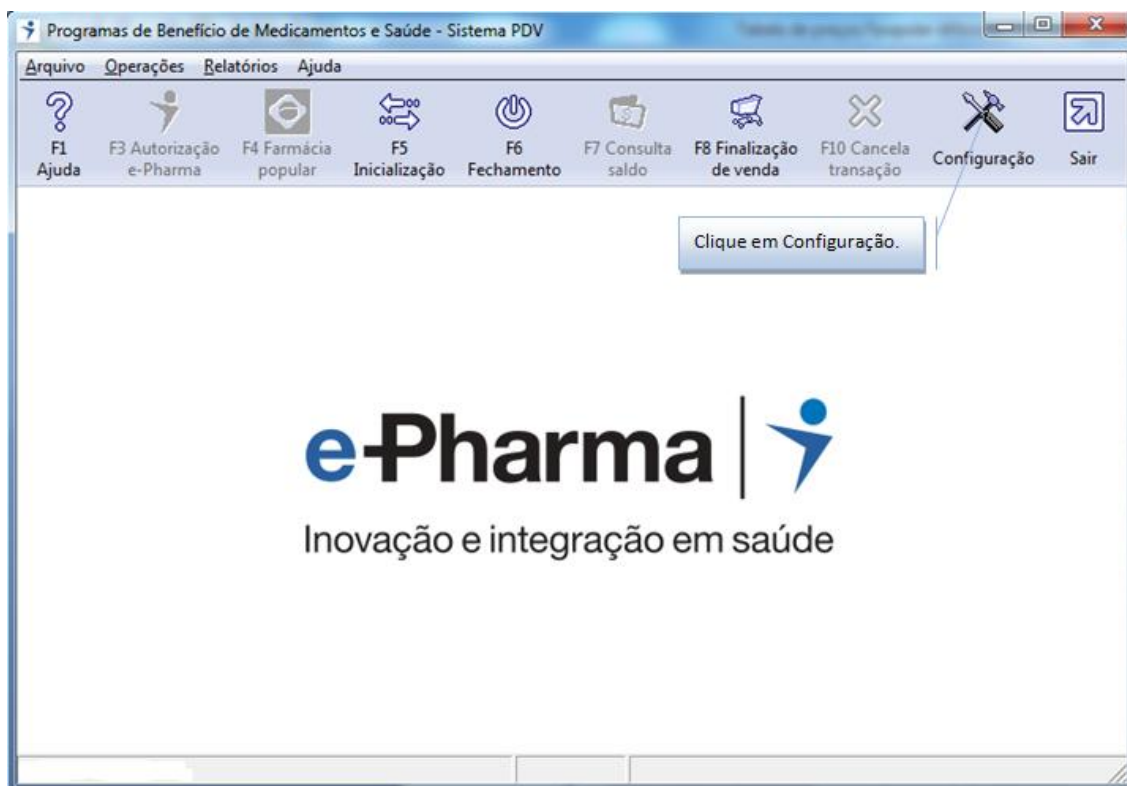 Programas de Benefício de Medicamentos e Saúde - Sistema PDV
Arquivo Operações Relatórios Ajuda
F1 Ajuda
F3 Autorização e-Pharma
F4 Farmácia popular
F5 Inicialização
F6 Fechamento
F7 Consulta saldo
F8 Finalização de venda
F10 Cancela transação
Configuração
Sair
Clique em Configuração.
e-Pharma
Inovação e integração em saúde